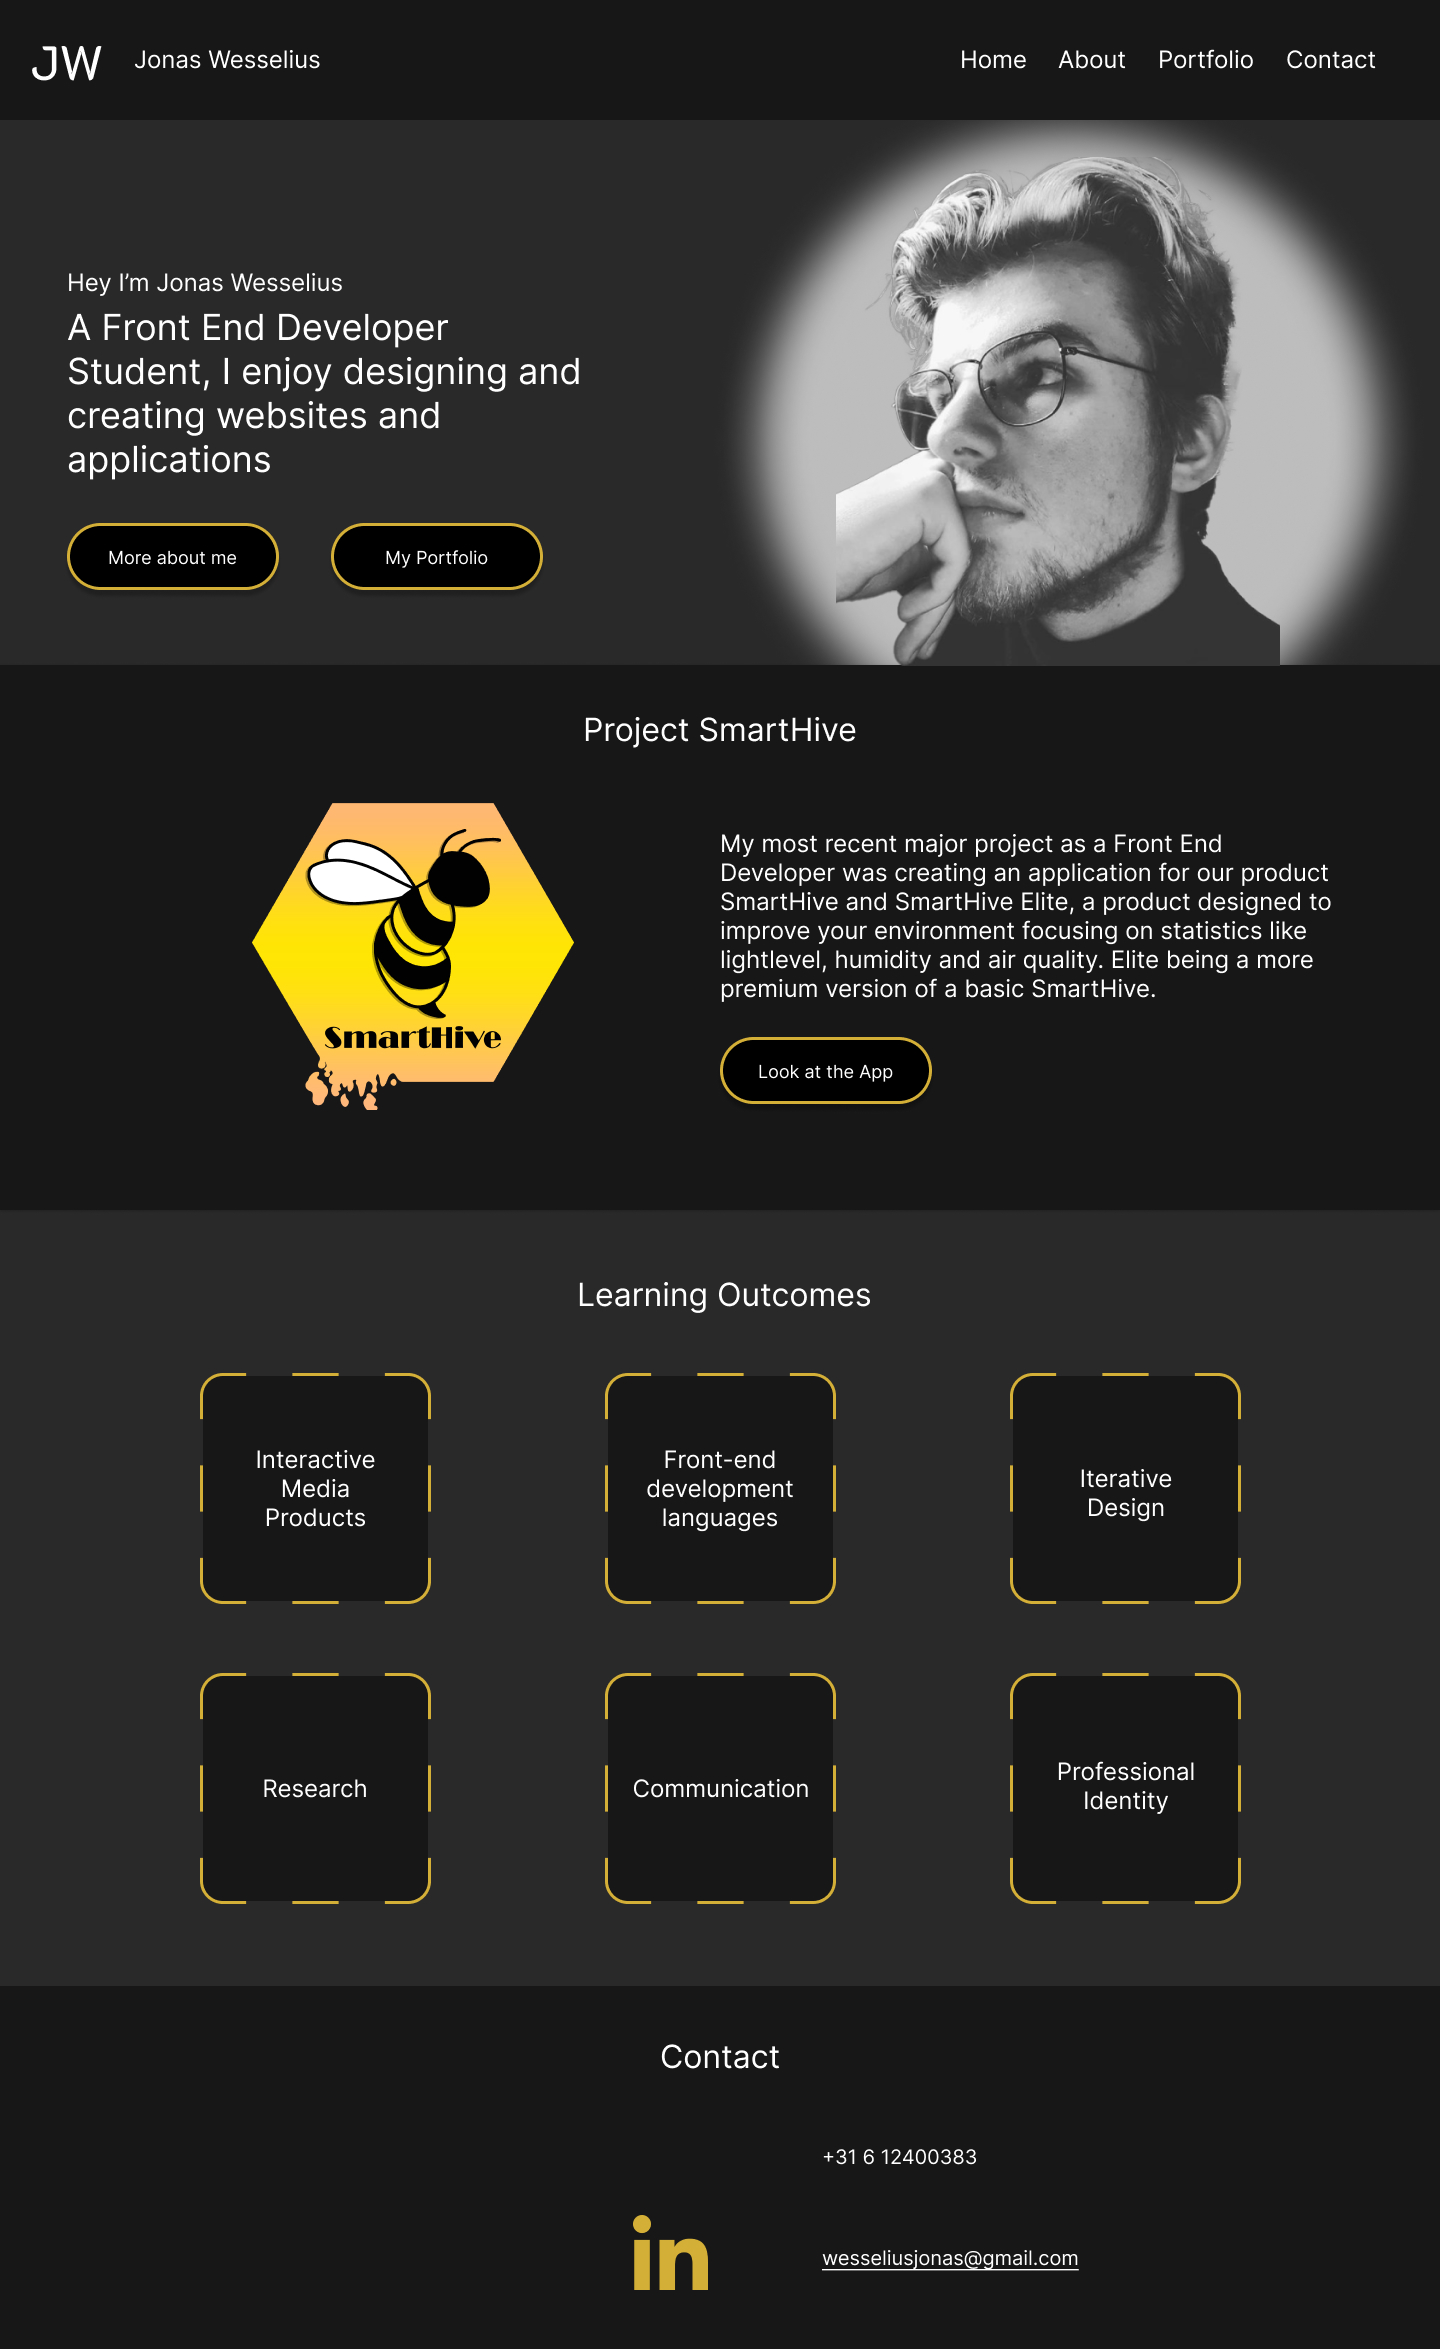 JW
Jonas Wesselius
Home About Portfolio Contact
Hey I’m Jonas Wesselius
A Front End Developer
Student, I enjoy designing and
creating websites and
applications
More about me
My Portfolio
Project SmartHive
SmartHive
My most recent major project as a Front End
Developer was creating an application for our product
SmartHive and SmartHive Elite, a product designed to
improve your environment focusing on statistics like
lightlevel, humidity and air quality. Elite being a more
premium version of a basic SmartHive.
Look at the App
Learning Outcomes
Interactive
Media
Products
Front-end
development
languages
Iterative
Design
Research
Communication
Professional
Identity
Contact
+31 6 12400383
in
wesseliusjonas@gmail.com